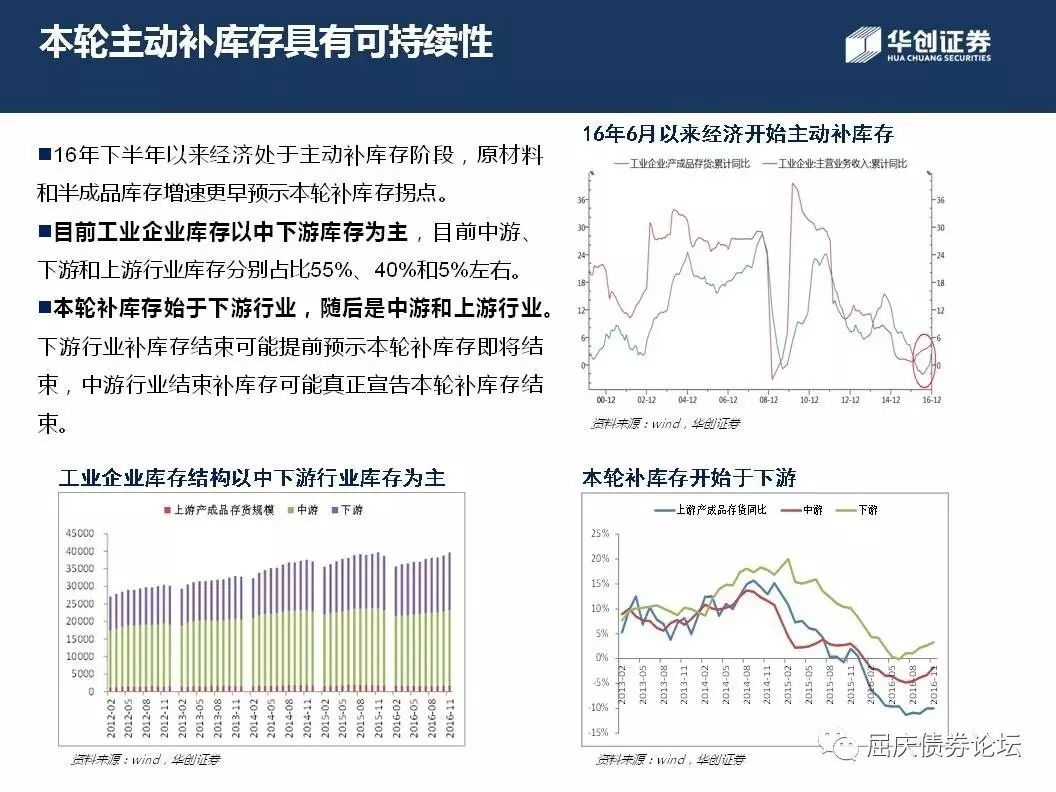 本轮主动补库存具有可持续性
华创证券
HUA CHUANG SECURITIES
■16年下半年以来经济处于主动补库存阶段，原材料
和半成品库存增速更早预示本轮补库存拐点。
■目前工业企业库存以中下游库存为主，目前中游、
下游和上游行业库存分别占比55%、40%和5%左右。
■本轮补库存始于下游行业，随后是中游和上游行业。
下游行业补库存结束可能提前预示本轮补库存即将结
束，中游行业结束补库存可能真正宣告本轮补库存结
束。
16年6月以来经济开始主动补库存
工业企业:产成品存货:累计同比 工业企业:主营业务收入:累计同比
% %
36 36
30 30
24 24
18 18
12 12
6 6
0 0
00-12 02-12 04-12 06-12 08-12 10-12 12-12 14-12 16-12
资料来源：wind，华创证券
工业企业库存结构以中下游行业库存为主
上游产成品存货规模 中游 下游
45000
40000
35000
30000
25000
20000
15000
10000
5000
0
2012-02 2012-05 2012-08 2012-11 2013-02 2013-05 2013-08 2013-11 2014-02 2014-05 2014-08 2014-11 2015-02 2015-05 2015-08 2015-11 2016-02 2016-05 2016-08 2016-11
资料来源：wind，华创证券
本轮补库存开始于下游
上游产成品存货同比 中游 下游
25%
20%
15%
10%
5%
0%
-5%
-10%
-15%
2013-02 2013-05 2013-08 2013-11 2014-02 2014-05 2014-08 2014-11 2015-02 2015-05 2015-08 2015-11 2016-02 2016-05 2016-08 2016-11
资料来源：wind，华创证券
屈庆债券论坛